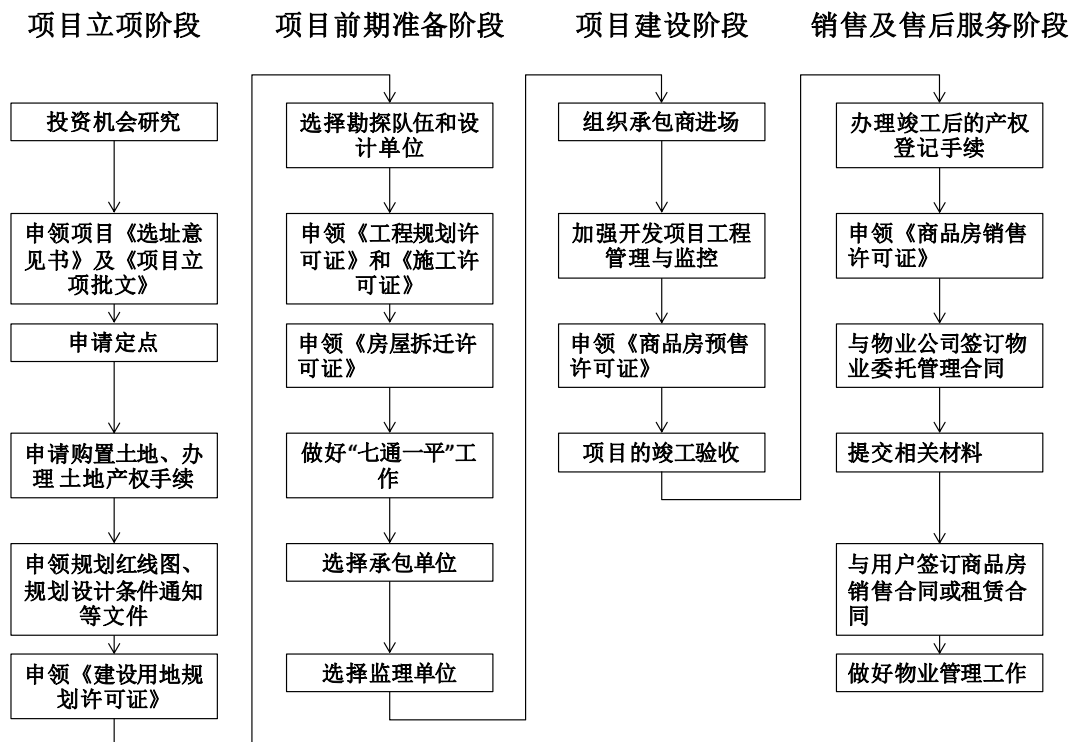 项目立项阶段
项目前期准备阶段
项目建设阶段
销售及售后服务阶段
投资机会研究
申领项目《选址意
见书》及《项目立
项批文》
申请定点
申请购置土地、办
理 土地产权手续
申领规划红线图、
规划设计条件通知
等文件
申领《建设用地规
划许可证》
选择勘探队伍和设
计单位
申领《工程规划许
可证》和《施工许
可证》
申领《房屋拆迁许
可证》
做好“七通一平”工
作
选择承包单位
选择监理单位
组织承包商进场
加强开发项目工程
管理与监控
申领《商品房预售
许可证》
项目的竣工验收
办理竣工后的产权
登记手续
申领《商品房销售
许可证》
与物业公司签订物
业委托管理合同
提交相关材料
与用户签订商品房
销售合同或租赁合
同
做好物业管理工作